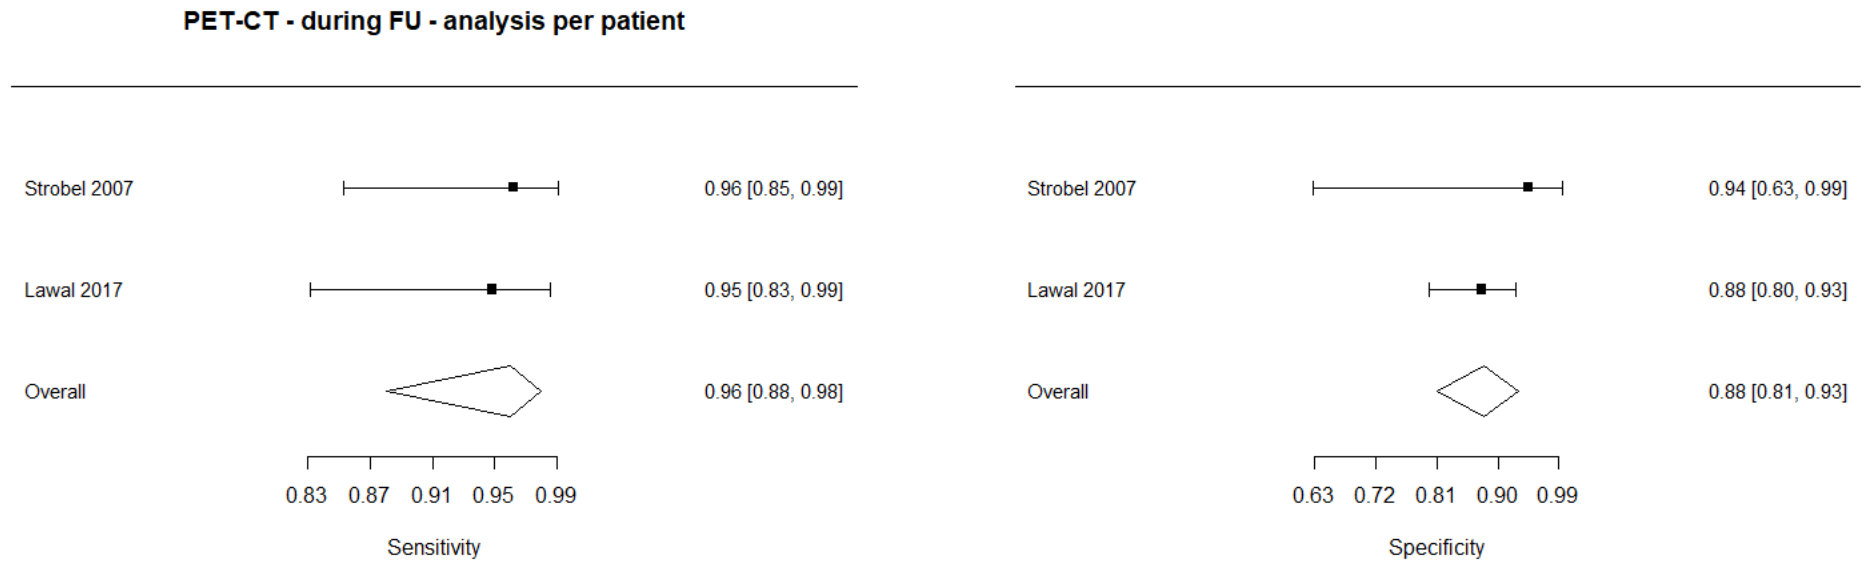 PET-CT - during FU - analysis per patient
Strobel 2007 0.96 [0.85, 0.99]
Lawal 2017 0.95 [0.83, 0.99]
Overall 0.96 [0.88, 0.98]
0.83 0.87 0.91 0.95 0.99
Sensitivity
Strobel 2007 0.94 [0.63, 0.99]
Lawal 2017 0.88 [0.80, 0.93]
Overall 0.88 [0.81, 0.93]
0.63 0.72 0.81 0.90 0.99
Specificity